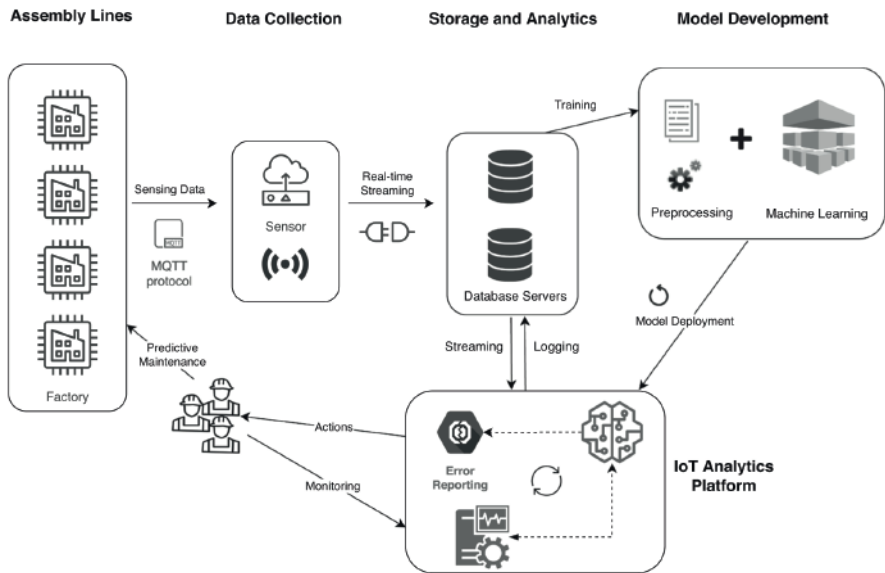 Assembly Lines
Data Collection
Storage and Analytics
Model Development
Sensing Data
MQTT
MQTT
protocol
Factory
Sensor
Real-time
Streaming
Database Servers
Training
Preprocessing
Machine Learning
Model Deployment
Streaming
Logging
Predictive
Maintenance
Actions
Monitoring
Error
Reporting
IoT Analytics
Platform